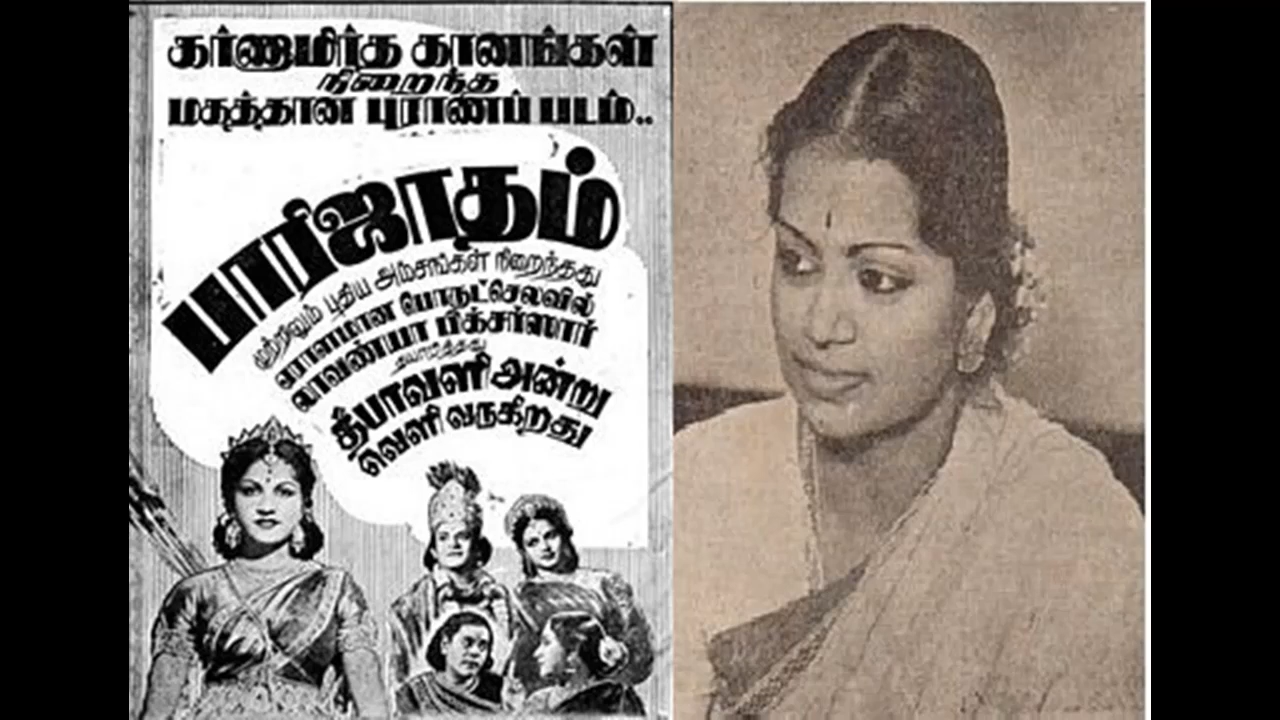 கர்ணாமிர்த கானங்கள்
நிறைந்த
மகத்தான புராணப் படம்..
பாரிஜாதம்
முற்றிலும் புதிய அம்சங்கள் நிறைந்தது
ஏராளமான பொருட்செலவில்
லாவண்யா பிக்சர்ஸார்
தயாரித்தது
தீபாவளி அன்று
வெளி வருகிறது